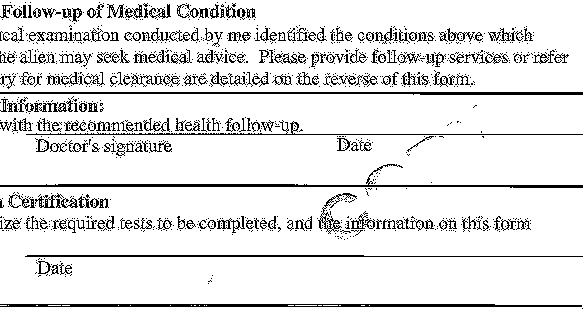 Follow-up of Medical Condition
cal examination conducted by me identified the conditions above which
he alien may seek medical advice. Please provide follow-up services or refer
ry for medical clearance are detailed on the reverse of this form.
Information:
with the recommended health follow-up.
Doctor's signature Date
Certification
ize the required tests to be completed, and the information on this form
Date